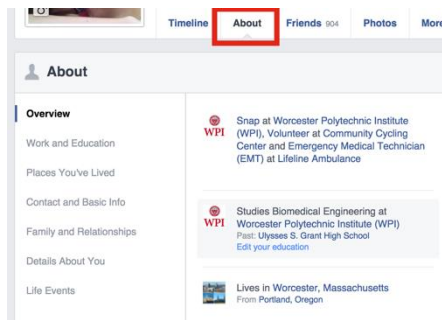 Timeline About Friends 904 Photos More
About
Overview
Work and Education
Places You've Lived
Contact and Basic Info
Family and Relationships
Details About You
Life Events
WPI
Snap at Worcester Polytechnic Institute
(WPI), Volunteer at Community Cycling
Center and Emergency Medical Technician
(EMT) at Lifeline Ambulance
WPI
Studies Biomedical Engineering at
Worcester Polytechnic Institute (WPI)
Past: Ulysses S. Grant High School
Edit your education
Lives in Worcester, Massachusetts
From Portland, Oregon